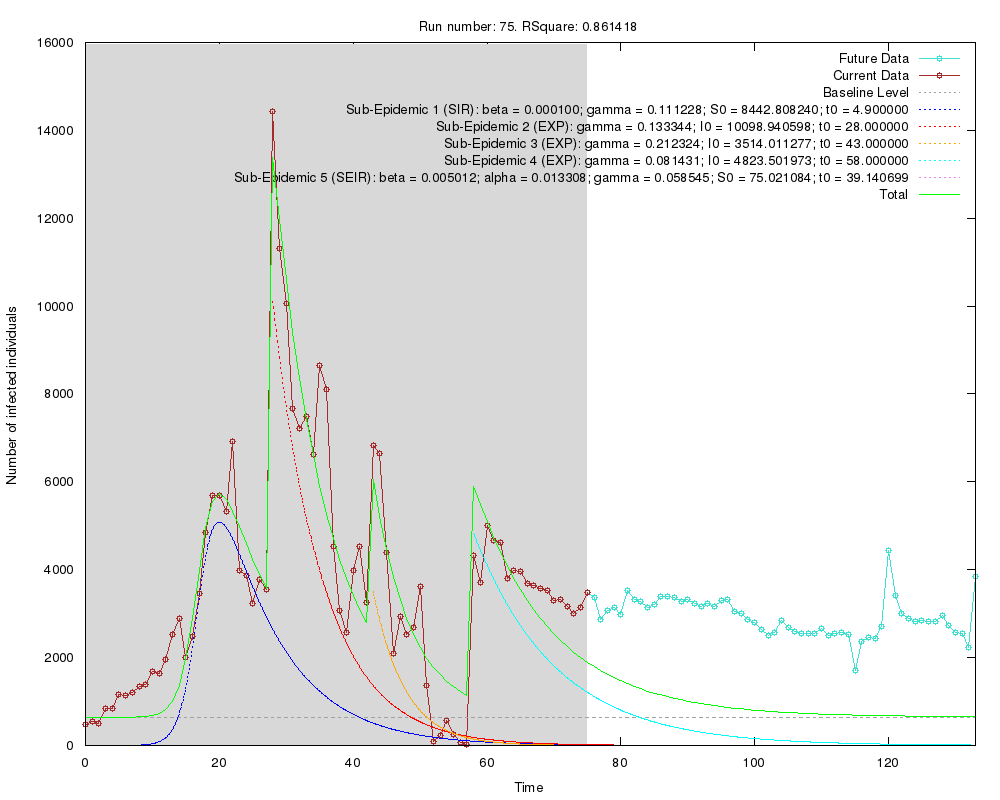 Run number: 75. RSquare: 0.861418
Future Data
Current Data
Baseline Level
Sub-Epidemic 1 (SIR): beta = 0.000100; gamma = 0.111228; S0 = 8442.808240; t0 = 4.900000
Sub-Epidemic 2 (EXP): gamma = 0.133344; I0 = 10098.940598; t0 = 28.000000
Sub-Epidemic 3 (EXP): gamma = 0.212324; I0 = 3514.011277; t0 = 43.000000
Sub-Epidemic 4 (EXP): gamma = 0.081431; I0 = 4823.501973; t0 = 58.000000
Sub-Epidemic 5 (SEIR): beta = 0.005012; alpha = 0.013308; gamma = 0.058545; S0 = 75.021084; t0 = 39.140699
Total
16000
14000
12000
10000
8000
6000
4000
2000
0
Number of infected individuals
0 20 40 60 80 100 120
Time